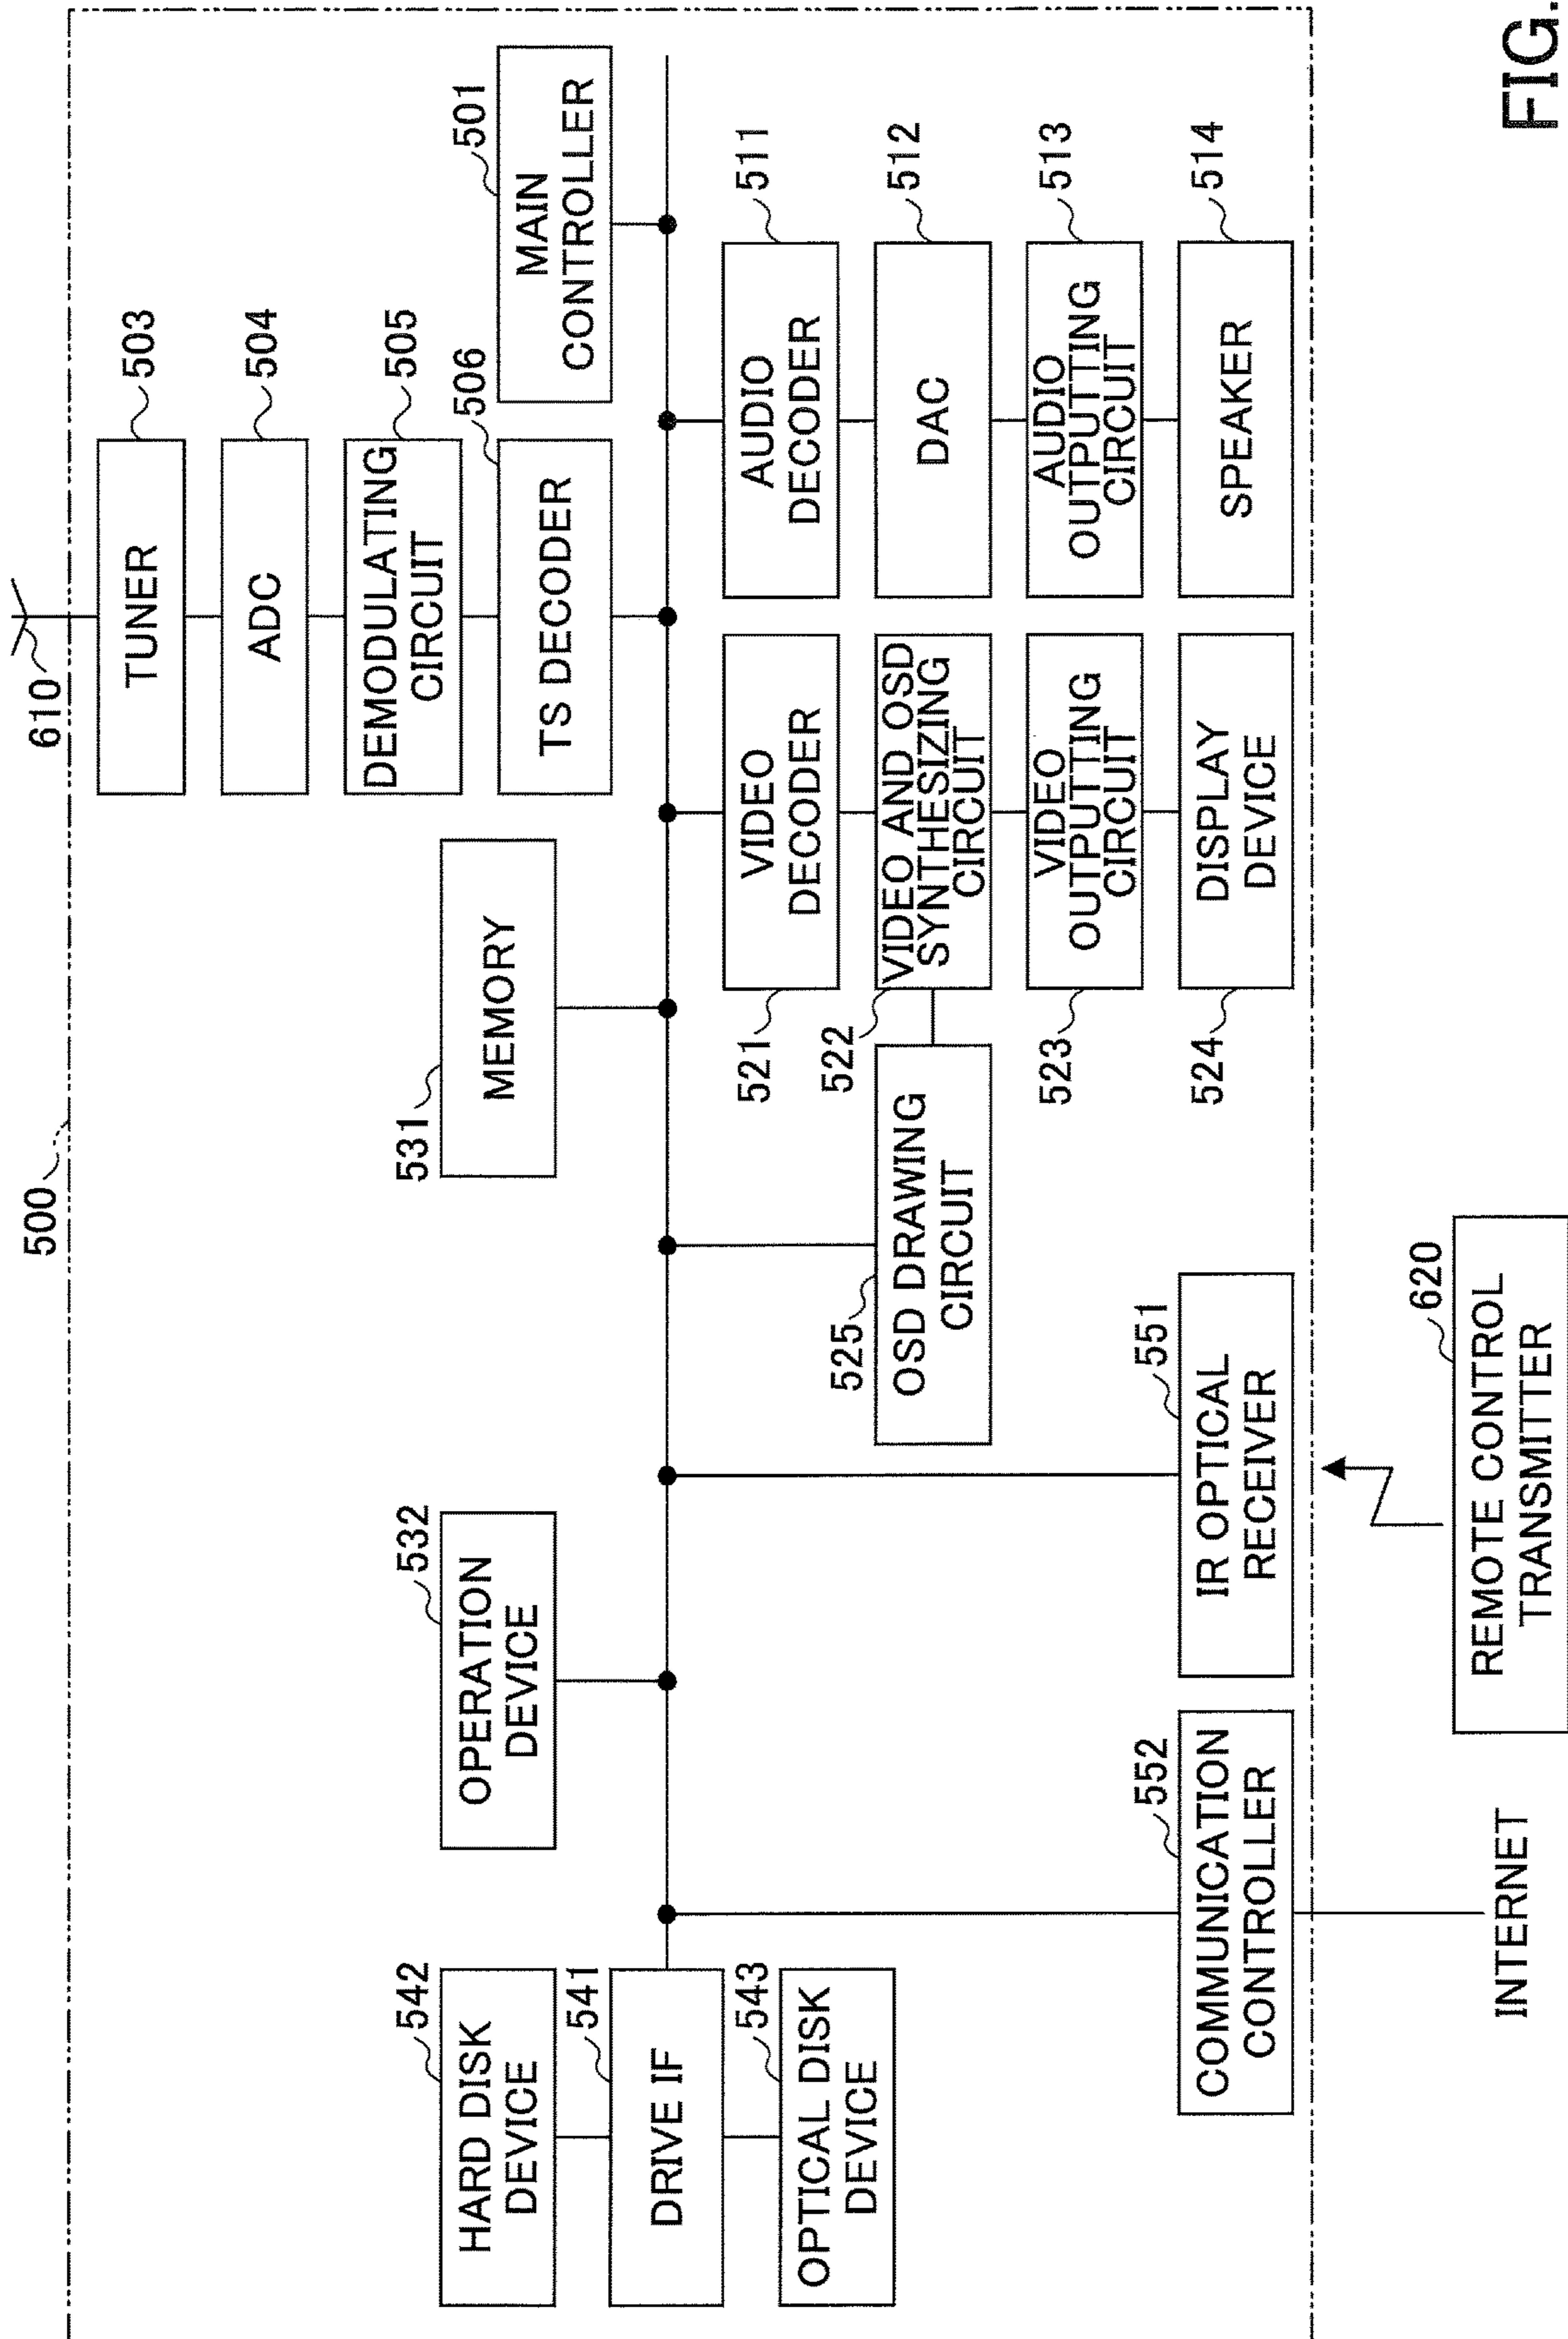 500
610
TUNER
503
ADC
504
DEMODULATING
CIRCUIT
505
TS DECODER
506
MAIN
CONTROLLER
501
MEMORY
531
OPERATION
DEVICE
532
HARD DISK
DEVICE
542
DRIVE IF
541
OPTICAL DISK
DEVICE
543
AUDIO
DECODER
511
DAC
512
AUDIO
OUTPUTTING
CIRCUIT
513
SPEAKER
514
VIDEO
DECODER
521
VIDEO AND OSD
SYNTHESIZING
CIRCUIT
522
VIDEO
OUTPUTTING
CIRCUIT
523
DISPLAY
DEVICE
524
OSD DRAWING
CIRCUIT
525
IR OPTICAL
RECEIVER
551
COMMUNICATION
CONTROLLER
552
REMOTE CONTROL
TRANSMITTER
620
INTERNET
FIG.